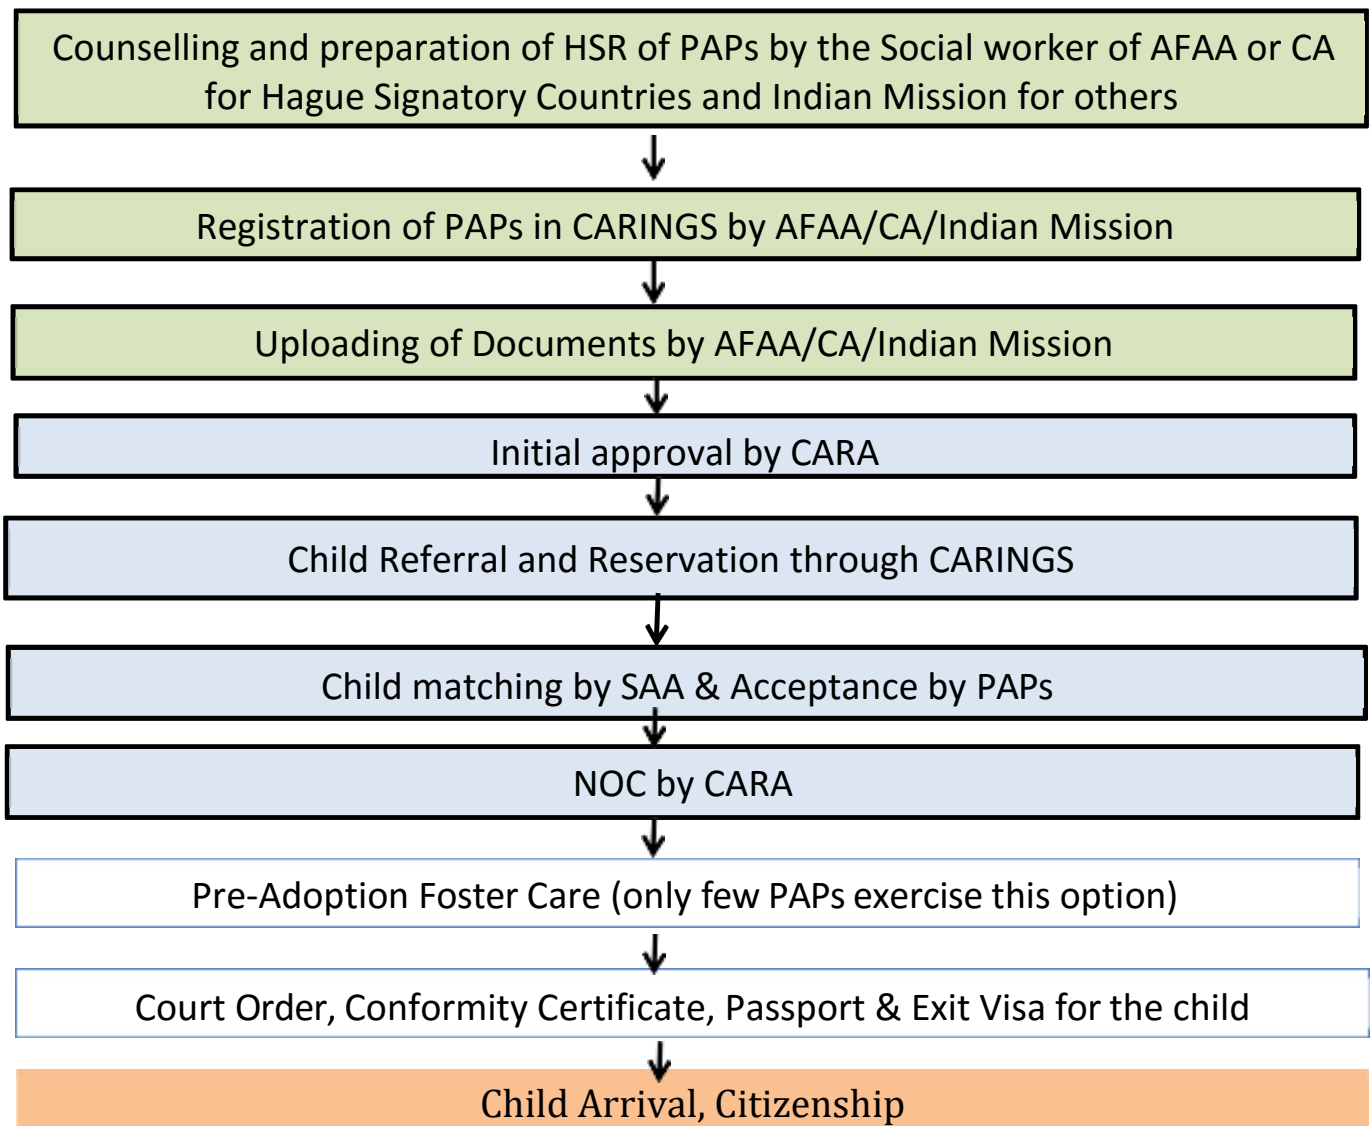 Counselling and preparation of HSR of PAPs by the Social worker of AFAA or CA
for Hague Signatory Countries and Indian Mission for others
Registration of PAPs in CARINGS by AFAA/CA/Indian Mission
Uploading of Documents by AFAA/CA/Indian Mission
Initial approval by CARA
Child Referral and Reservation through CARINGS
Child matching by SAA & Acceptance by PAPs
NOC by CARA
Pre-Adoption Foster Care (only few PAPs exercise this option)
Court Order, Conformity Certificate, Passport & Exit Visa for the child
Child Arrival, Citizenship